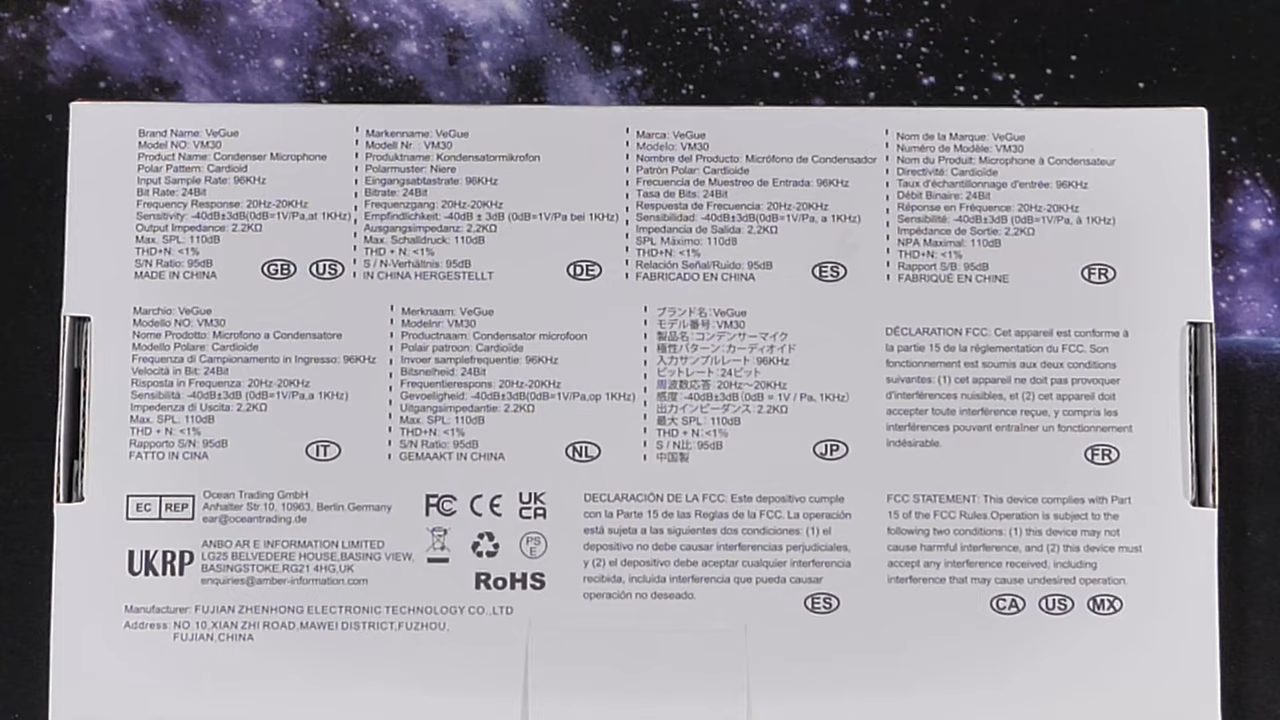 Brand Name: VeGue
Model NO: VM30
Product Name: Condenser Microphone
Polar Pattern: Cardioid
Input Sample Rate: 96KHz
Bit Rate: 24Bit
Frequency Response: 20Hz-20KHz
Sensitivity: -40dB±3dB(0dB=1V/Pa,at 1KHz)
Output Impedance: 2.2KΩ
Max. SPL: 110dB
THD+N: <1%
S/N Ratio: 95dB
MADE IN CHINA
GB US
Markenname: VeGue
Modell Nr. : VM30
Produktname: Kondensatormikrofon
Polarmuster: Niere
Eingangsabtastrate: 96KHz
Bitrate: 24Bit
Frequenzgang: 20Hz-20KHz
Empfindlichkeit: -40dB ± 3dB (0dB=1V/Pa bei 1KHz)
Ausgangsimpedanz: 2,2KΩ
Max. Schalldruck: 110dB
THD + N: <1%
S / N-Verhältnis: 95dB
IN CHINA HERGESTELLT
DE
Marca: VeGue
Modelo: VM30
Nombre del Producto: Micrófono de Condensador
Patrón Polar: Cardioide
Frecuencia de Muestreo de Entrada: 96KHz
Tasa de Bits: 24Bit
Respuesta de Frecuencia: 20Hz-20KHz
Sensibilidad: -40dB±3dB(0dB=1V/Pa, a 1KHz)
Impedancia de Salida: 2,2KΩ
SPL Máximo: 110dB
THD+N: <1%
Relación Señal/Ruido: 95dB
FABRICADO EN CHINA
ES
Nom de la Marque: VeGue
Numéro de Modèle: VM30
Nom du Produit: Microphone à Condensateur
Directivité: Cardioïde
Taux d'échantillonnage d'entrée: 96KHz
Débit Binaire: 24Bit
Réponse en Fréquence: 20Hz-20KHz
Sensibilité: -40dB±3dB (0dB=1V/Pa, à 1KHz)
Impédance de Sortie: 2,2KΩ
NPA Maximal: 110dB
THD+N: <1%
Rapport S/B: 95dB
FABRIQUÉ EN CHINE
FR
Marchio: VeGue
Modello NO: VM30
Nome Prodotto: Microfono a Condensatore
Modello Polare: Cardioide
Frequenza di Campionamento in Ingresso: 96KHz
Velocità in Bit: 24Bit
Risposta in Frequenza: 20Hz-20KHz
Sensibilità: -40dB±3dB (0dB=1V/Pa,a 1KHz)
Impedenza di Uscita: 2.2KΩ
Max. SPL: 110dB
THD + N: <1%
Rapporto S/N: 95dB
FATTO IN CINA
IT
Merknaam: VeGue
Modelnr: VM30
Productnaam: Condensator microfoon
Polair patroon: Cardioïde
Invoer samplefrequentie: 96KHz
Bitsnelheid: 24Bit
Frequentierespons: 20Hz-20KHz
Gevoeligheid: -40dB±3dB(0dB=1V/Pa,op 1KHz)
Uitgangsimpedantie: 2.2KΩ
Max. SPL: 110dB
THD+N: <1%
S/N Ratio: 95dB
GEMAAKT IN CHINA
NL
ブランド名:VeGue
モデル番号:VM30
製品名:コンデンサーマイク
極性パターン:カーディオイド
入力サンプルレート:96KHz
ビットレート:24ビット
周波数応答:20Hz～20KHz
感度:-40dB±3dB (0dB = 1V / Pa, 1KHz)
出力インピーダンス:2.2KΩ
最大 SPL:110dB
THD + N:<1%
S / N比:95dB
中国製
JP
DÉCLARATION FCC: Cet appareil est conforme à
la partie 15 de la réglementation du FCC. Son
fonctionnement est soumis aux deux conditions
suivantes: (1) cet appareil ne doit pas provoquer
d'interférences nuisibles, et (2) cet appareil doit
accepter toute interférence reçue, y compris les
interférences pouvant entraîner un fonctionnement
indésirable.
FR
EC REP
Ocean Trading GmbH
Anhalter Str.10, 10963, Berlin.Germany
ear@oceantrading.de
UKRP
ANBO AR E INFORMATION LIMITED
LG25 BELVEDERE HOUSE,BASING VIEW,
BASINGSTOKE,RG21 4HG,UK
enquiries@amber-information.com
FC CE UK
CA
PS
E
RoHS
Manufacturer: FUJIAN ZHENHONG ELECTRONIC TECHNOLOGY CO.,LTD
Address: NO.10,XIAN ZHI ROAD,MAWEI DISTRICT,FUZHOU,
FUJIAN,CHINA
DECLARACIÓN DE LA FCC: Este depositivo cumple
con la Parte 15 de las Reglas de la FCC. La operación
está sujeta a las siguientes dos condiciones: (1) el
depositivo no debe causar interferencias perjudiciales,
y (2) el depositivo debe aceptar cualquier interferencia
recibida, incluida interferencia que pueda causar
operación no deseado.
ES
FCC STATEMENT: This device complies with Part
15 of the FCC Rules.Operation is subject to the
following two conditions: (1) this device may not
cause harmful interference, and (2) this device must
accept any interference received, including
interference that may cause undesired operation.
CA US MX